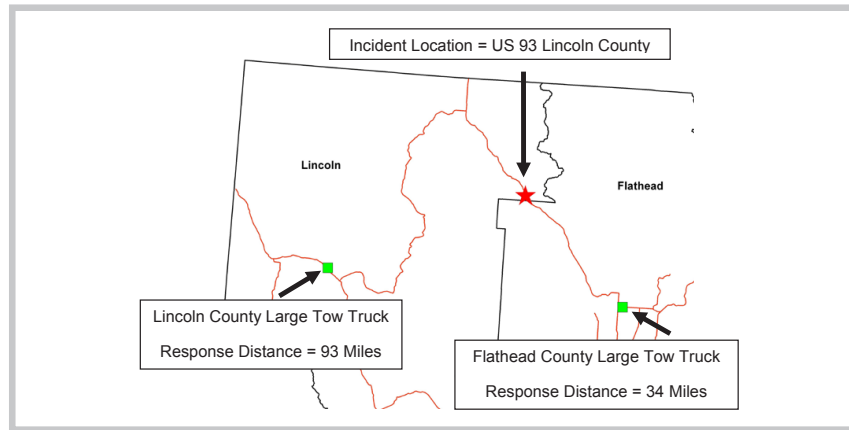 Incident Location = US 93 Lincoln County
Lincoln
Flathead
Lincoln County Large Tow Truck
Response Distance = 93 Miles
Flathead County Large Tow Truck
Response Distance = 34 Miles